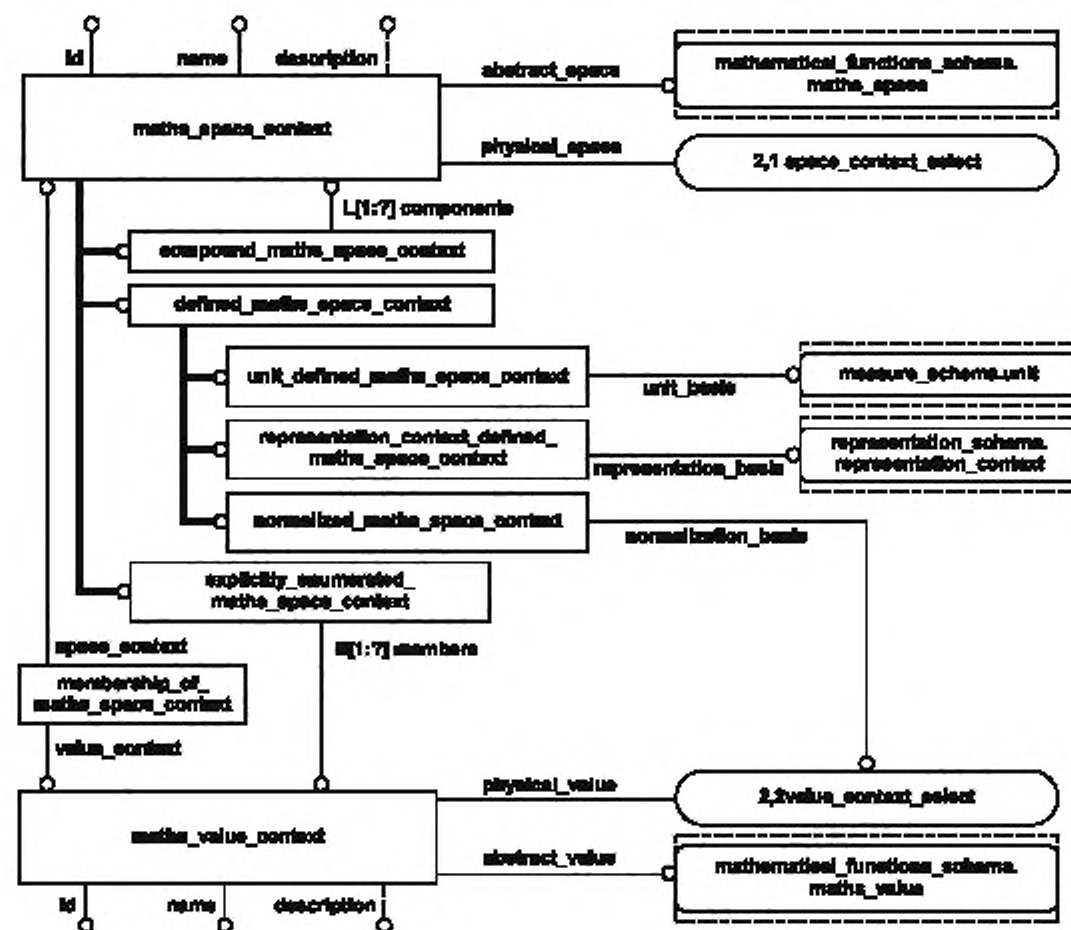 id
name
description
maths_space_context
abstract_space
mathematical_functions_schema.
maths_space
physical_space
2,1 space_context_select
L[1:?] components
compound_maths_space_context
defined_maths_space_context
unit_defined_maths_space_context
unit_basis
measure_schema.unit
representation_context_defined_
maths_space_context
representation_basis
representation_schema.
representation_context
normalized_maths_space_context
normalization_basis
explicitly_enumerated_
maths_space_context
space_context
S[1:?] members
membership_of_
maths_space_context
value_context
maths_value_context
physical_value
2,2value_context_select
abstract_value
mathematical_functions_schema.
maths_value
id
name
description